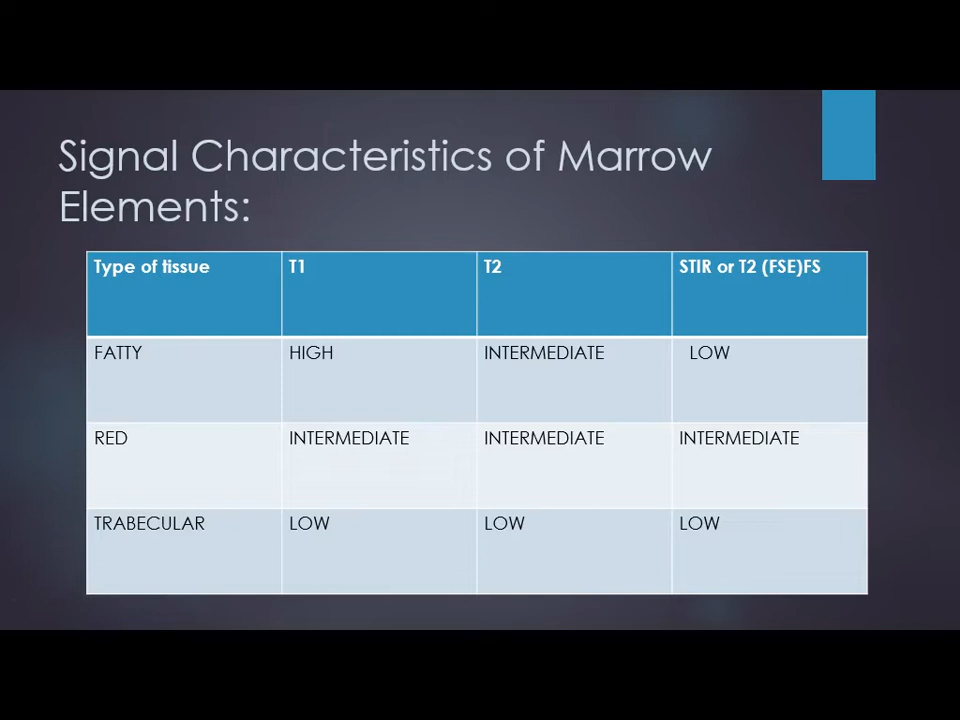 Signal Characteristics of Marrow
Elements:
Type of tissue T1 T2 STIR or T2 (FSE)FS
FATTY HIGH INTERMEDIATE LOW
RED INTERMEDIATE INTERMEDIATE INTERMEDIATE
TRABECULAR LOW LOW LOW